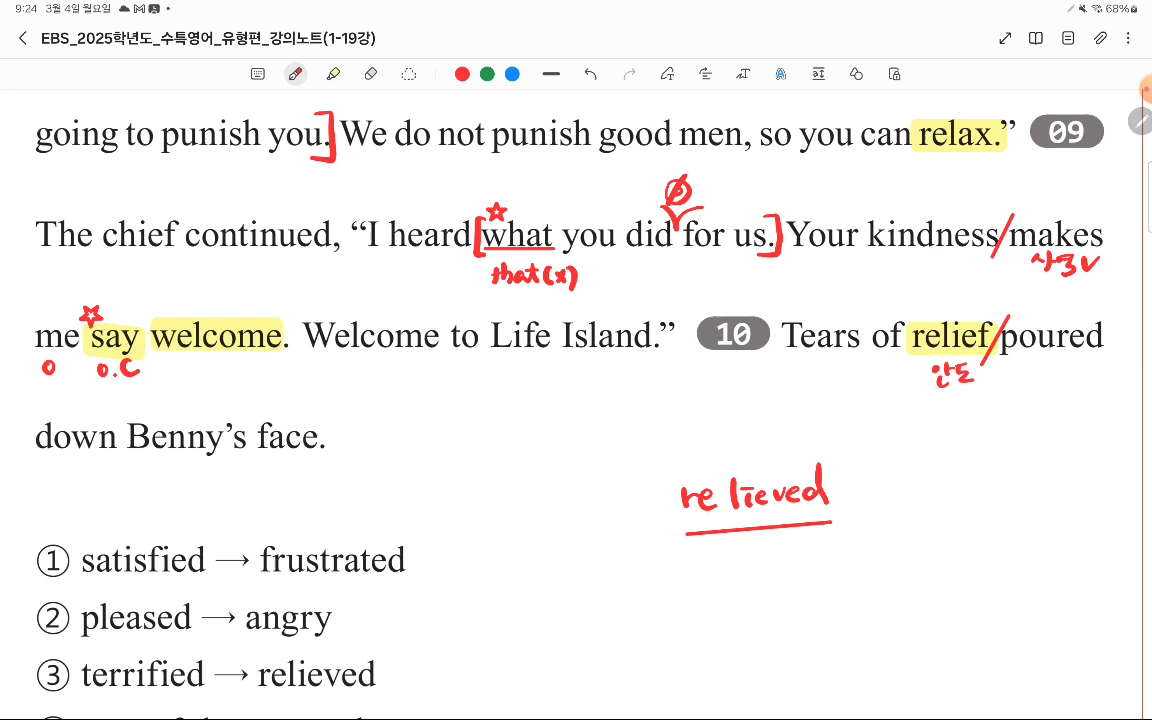 9:24 3월 4일 월요일 68%
EBS_2025학년도_수특영어_유형편_강의노트(1-19강)
going to punish you.] We do not punish good men, so you can relax.” 09
The chief continued, “I heard [what you did for us.] Your kindness / makes
that(x) 사역v
me say welcome. Welcome to Life Island.” 10 Tears of relief / poured
o o.c 안도
down Benny’s face.
relieved
① satisfied → frustrated
② pleased → angry
③ terrified → relieved